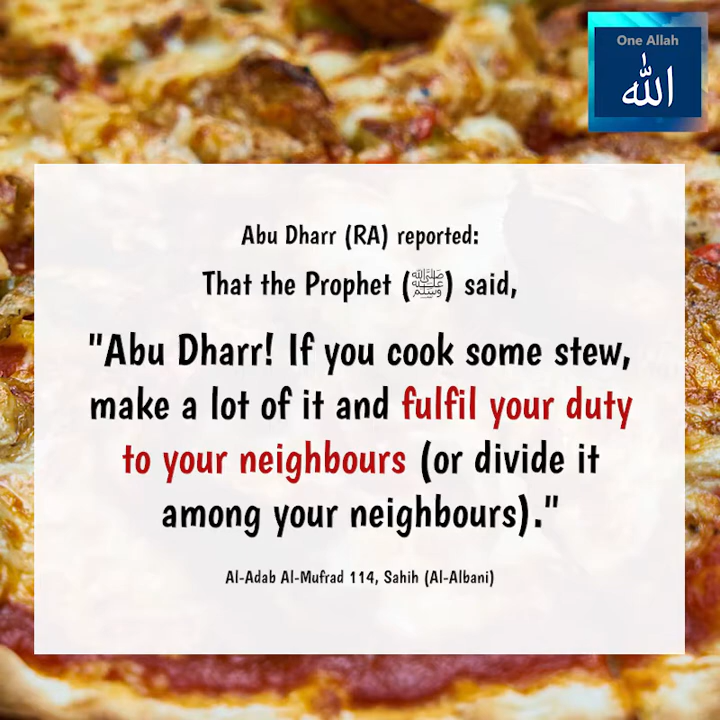 One Allah
الله
Abu Dharr (RA) reported:
That the Prophet (ﷺ) said,
"Abu Dharr! If you cook some stew,
make a lot of it and fulfil your duty
to your neighbours (or divide it
among your neighbours)."
Al-Adab Al-Mufrad 114, Sahih (Al-Albani)